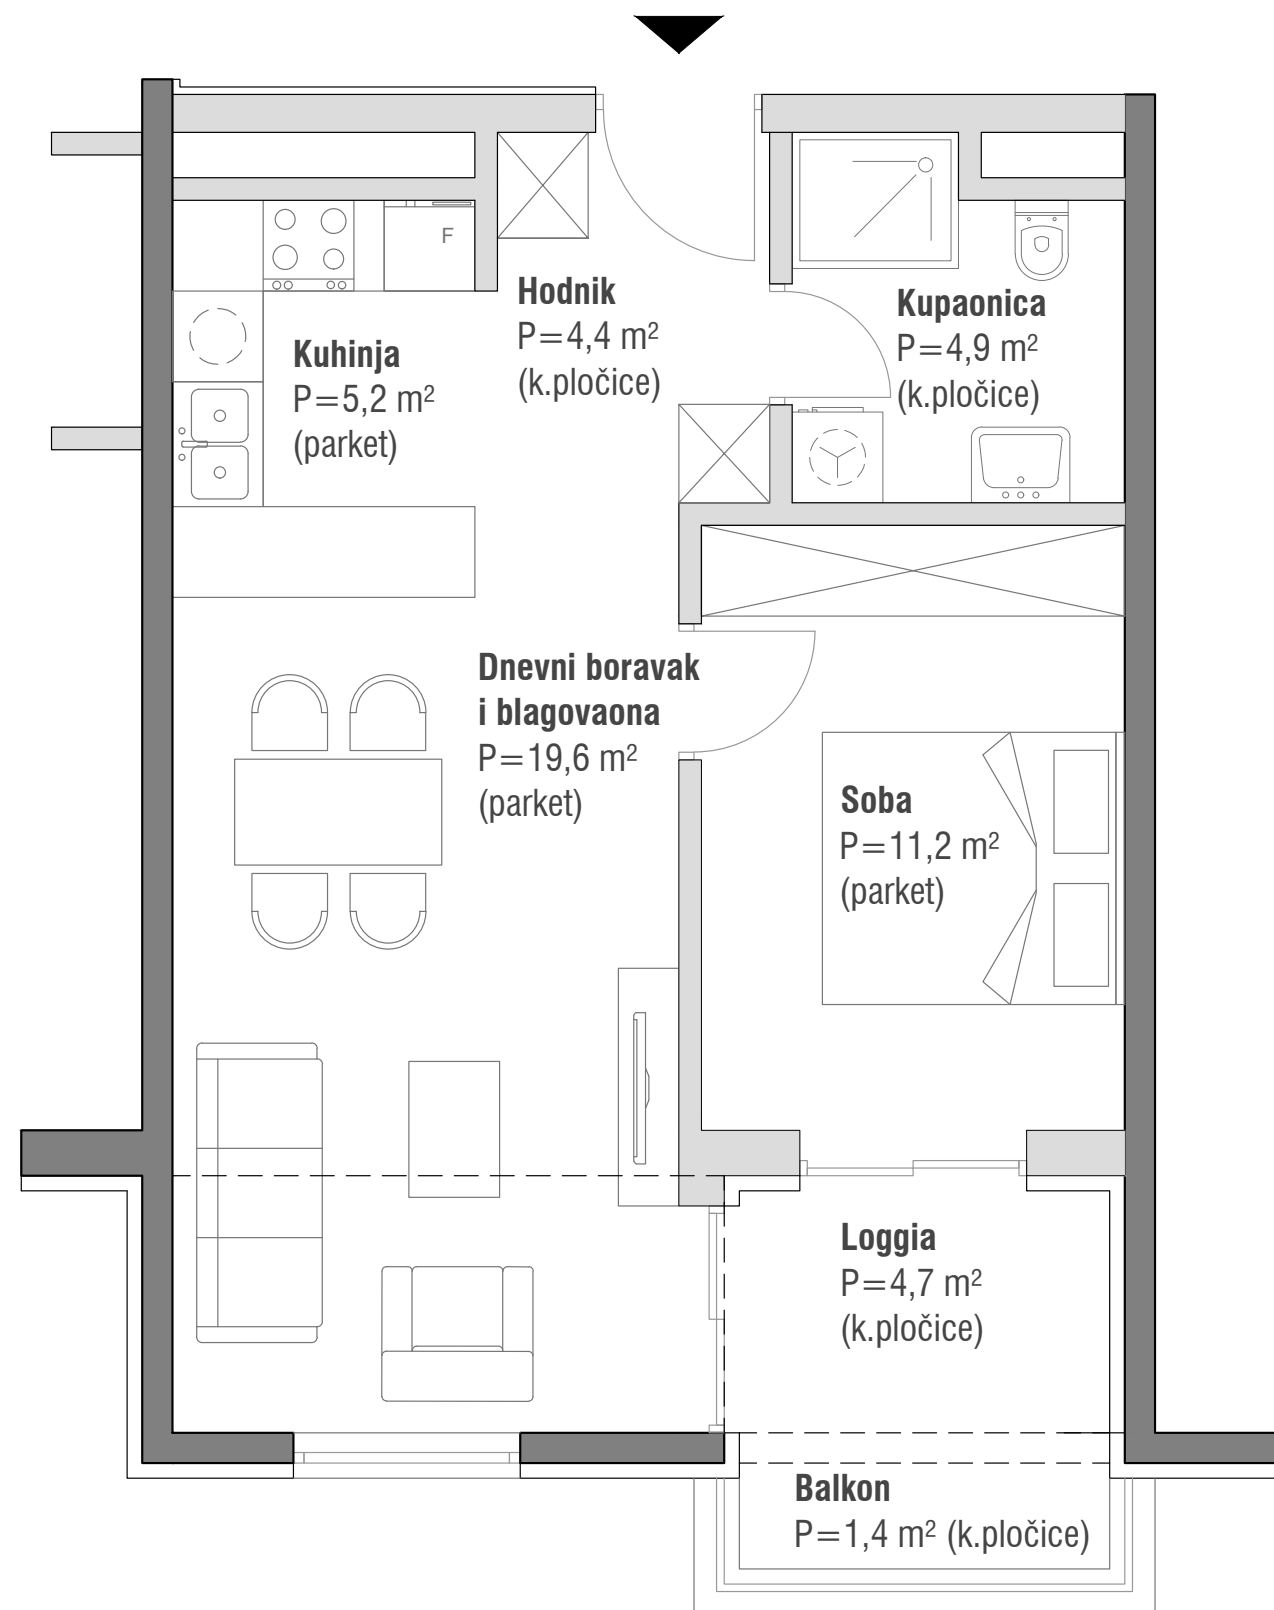 F
Hodnik
P=4,4 m²
(k.pločice)
Kupaonica
P=4,9 m²
(k.pločice)
Kuhinja
P=5,2 m²
(parket)
Dnevni boravak
i blagovaona
P=19,6 m²
(parket)
Soba
P=11,2 m²
(parket)
Loggia
P=4,7 m²
(k.pločice)
Balkon
P=1,4 m² (k.pločice)